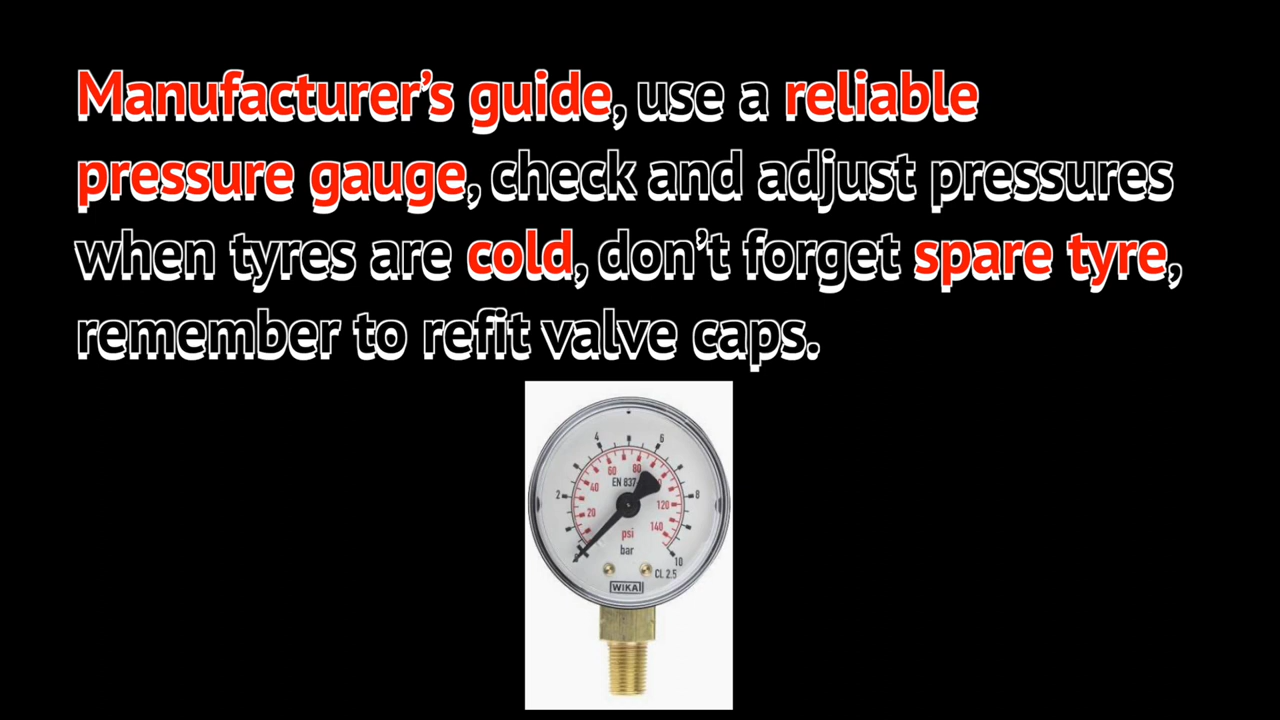 Manufacturer's guide, use a reliable
pressure gauge, check and adjust pressures
when tyres are cold, don't forget spare tyre,
remember to refit valve caps.
4 6
60 80
EN 837
40
2 8
120
20
140
psi
bar
10
CL 2.5
WIKA